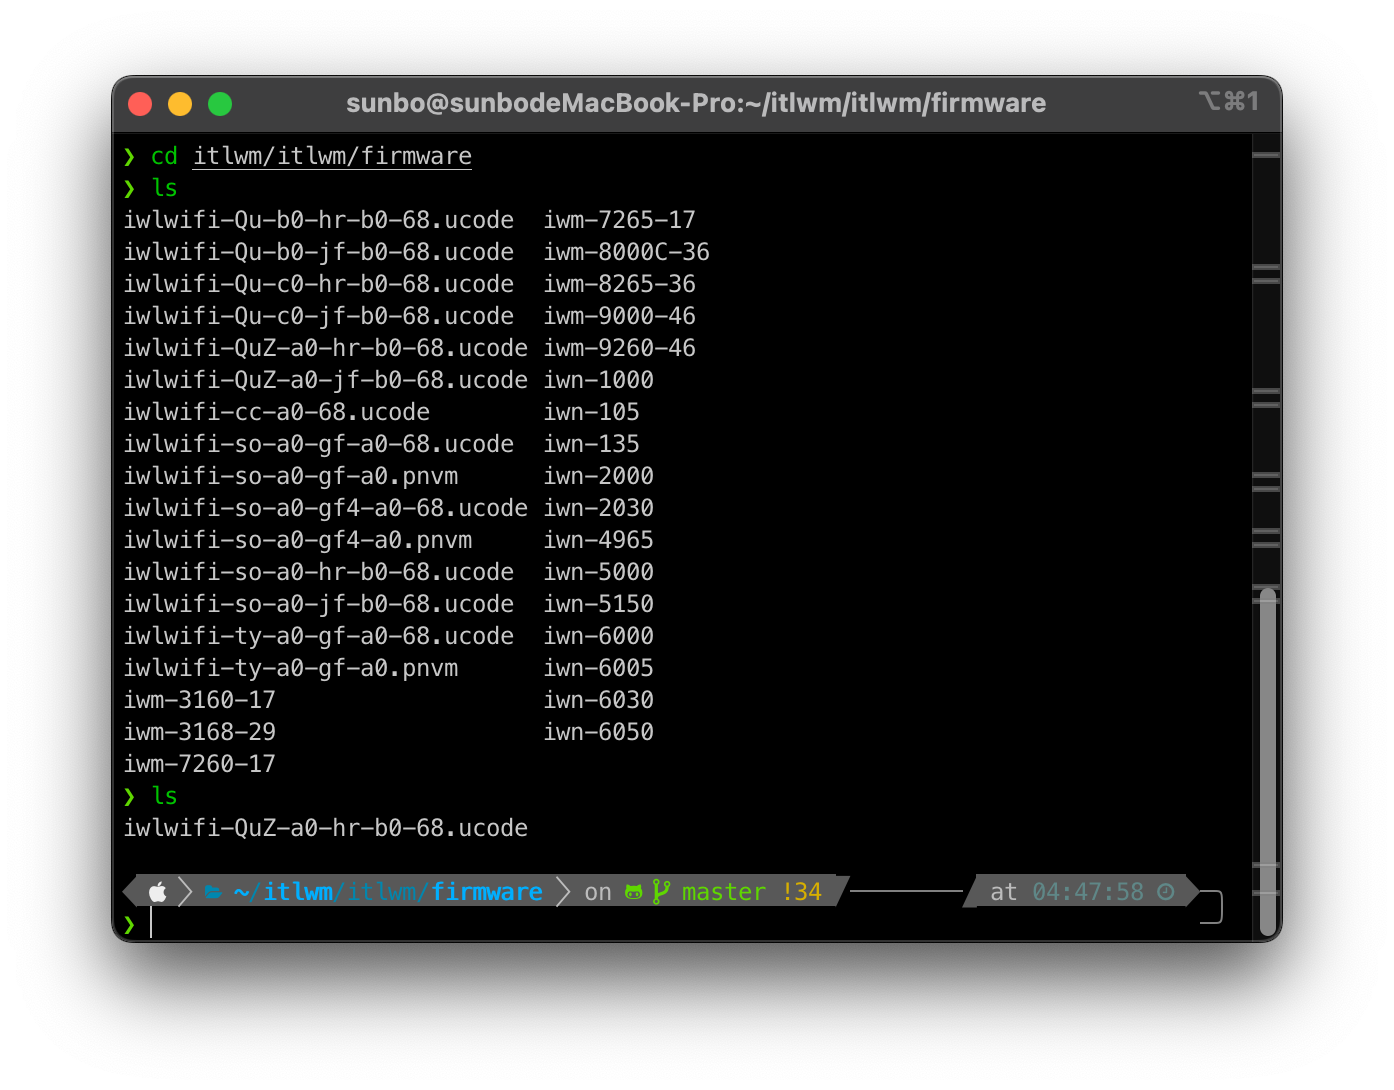 sunbo@sunbodeMacBook-Pro:~/itlwm/itlwm/firmware ⌥⌘1
❯ cd itlwm/itlwm/firmware
❯ ls
iwlwifi-Qu-b0-hr-b0-68.ucode iwm-7265-17
iwlwifi-Qu-b0-jf-b0-68.ucode iwm-8000C-36
iwlwifi-Qu-c0-hr-b0-68.ucode iwm-8265-36
iwlwifi-Qu-c0-jf-b0-68.ucode iwm-9000-46
iwlwifi-QuZ-a0-hr-b0-68.ucode iwm-9260-46
iwlwifi-QuZ-a0-jf-b0-68.ucode iwn-1000
iwlwifi-cc-a0-68.ucode iwn-105
iwlwifi-so-a0-gf-a0-68.ucode iwn-135
iwlwifi-so-a0-gf-a0.pnvm iwn-2000
iwlwifi-so-a0-gf4-a0-68.ucode iwn-2030
iwlwifi-so-a0-gf4-a0.pnvm iwn-4965
iwlwifi-so-a0-hr-b0-68.ucode iwn-5000
iwlwifi-so-a0-jf-b0-68.ucode iwn-5150
iwlwifi-ty-a0-gf-a0-68.ucode iwn-6000
iwlwifi-ty-a0-gf-a0.pnvm iwn-6005
iwm-3160-17 iwn-6030
iwm-3168-29 iwn-6050
iwm-7260-17
❯ ls
iwlwifi-QuZ-a0-hr-b0-68.ucode
~/itlwm/itlwm/firmware on master !34 at 04:47:58
❯